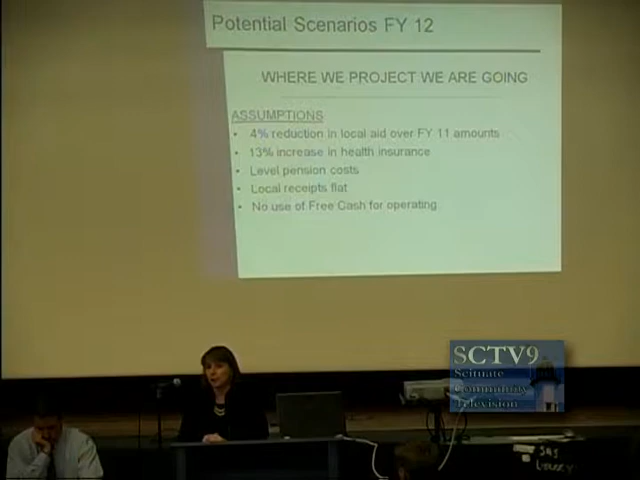 Potential Scenarios FY 12
WHERE WE PROJECT WE ARE GOING
ASSUMPTIONS
• 4% reduction in local aid over FY 11 amounts
• 13% increase in health insurance
• Level pension costs
• Local receipts flat
• No use of Free Cash for operating
SCTV9
Scituate
Community
Television